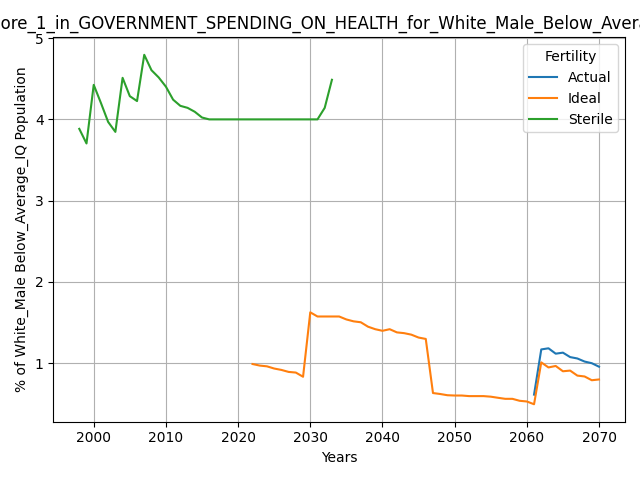 ore_1_in_GOVERNMENT_SPENDING_ON_HEALTH_for_White_Male_Below_Avera
5
4
3
2
1
% of White_Male Below_Average_IQ Population
Fertility
Actual
Ideal
Sterile
2000 2010 2020 2030 2040 2050 2060 2070
Years